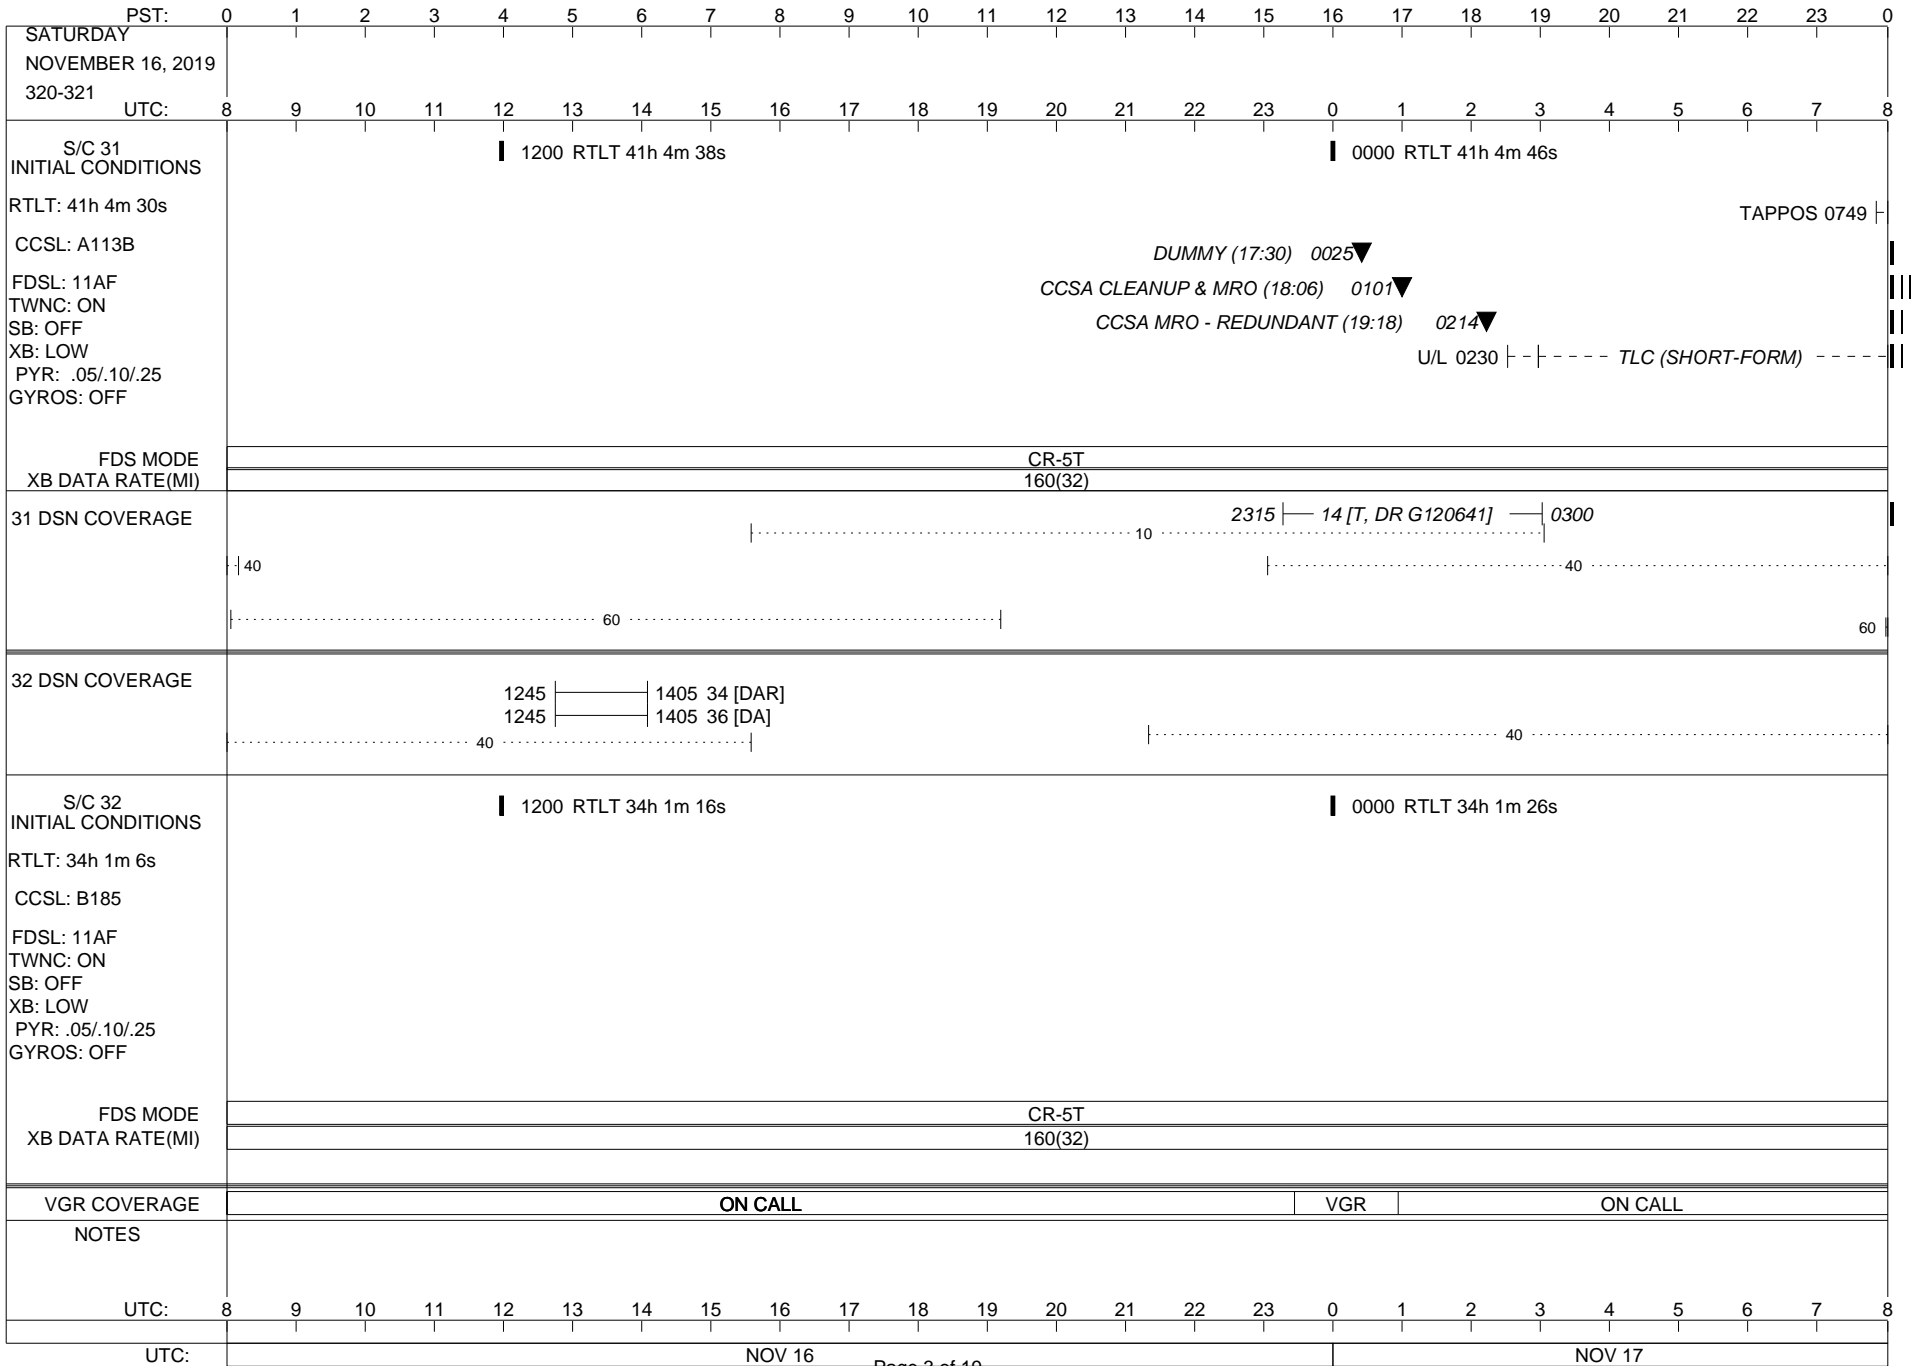 PST: 0 1 2 3 4 5 6 7 8 9 10 11 12 13 14 15 16 17 18 19 20 21 22 23 0
SATURDAY
NOVEMBER 16, 2019
320-321
UTC: 8 9 10 11 12 13 14 15 16 17 18 19 20 21 22 23 0 1 2 3 4 5 6 7 8
S/C 31
INITIAL CONDITIONS
1200 RTLT 41h 4m 38s
0000 RTLT 41h 4m 46s
RTLT: 41h 4m 30s
TAPPOS 0749
CCSL: A113B
DUMMY (17:30) 0025
FDSL: 11AF
CCSA CLEANUP & MRO (18:06) 0101
TWNC: ON
SB: OFF
CCSA MRO - REDUNDANT (19:18) 0214
XB: LOW
U/L 0230 TLC (SHORT-FORM)
PYR: .05/.10/.25
GYROS: OFF
FDS MODE CR-5T
XB DATA RATE(MI) 160(32)
31 DSN COVERAGE
2315 14 [T, DR G120641] 0300
10
40 40
60 60
32 DSN COVERAGE
1245 1405 34 [DAR]
1245 1405 36 [DA]
40 40
S/C 32
INITIAL CONDITIONS
1200 RTLT 34h 1m 16s
0000 RTLT 34h 1m 26s
RTLT: 34h 1m 6s
CCSL: B185
FDSL: 11AF
TWNC: ON
SB: OFF
XB: LOW
PYR: .05/.10/.25
GYROS: OFF
FDS MODE CR-5T
XB DATA RATE(MI) 160(32)
VGR COVERAGE ON CALL VGR ON CALL
NOTES
UTC: 8 9 10 11 12 13 14 15 16 17 18 19 20 21 22 23 0 1 2 3 4 5 6 7 8
UTC: NOV 16 NOV 17
Page 3 of 19